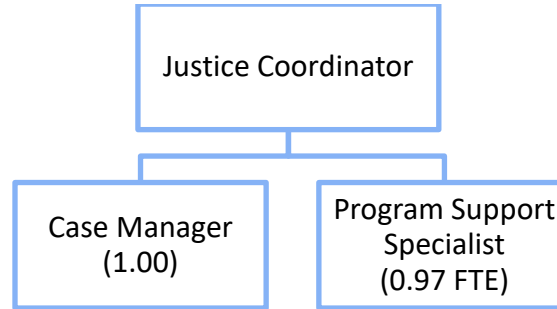 Justice Coordinator
Case Manager
(1.00)
Program Support
Specialist
(0.97 FTE)